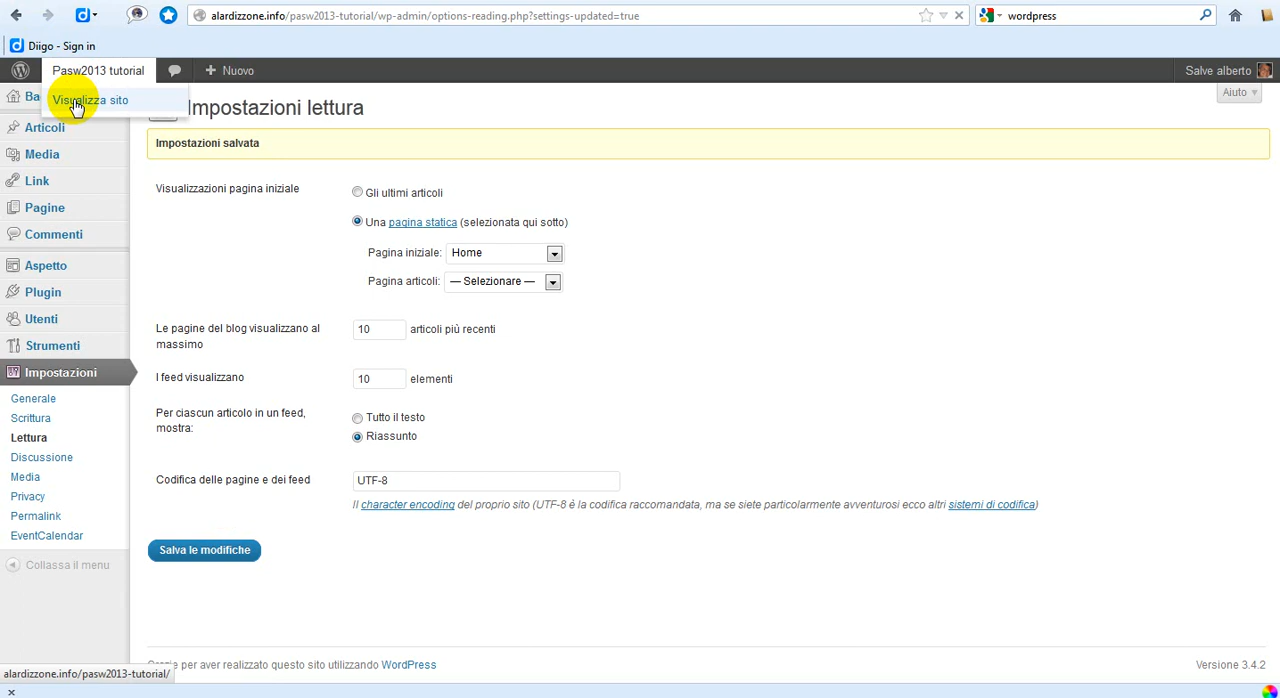 alardizzone.info/pasw2013-tutorial/wp-admin/options-reading.php?settings-updated=true
wordpress
Diigo - Sign in
Pasw2013 tutorial
Nuovo
Salve alberto
Ba
Visualizza sito
Impostazioni lettura
Aiuto
Articoli
Impostazioni salvata
Media
Link
Visualizzazioni pagina iniziale
Gli ultimi articoli
Pagine
Una pagina statica (selezionata qui sotto)
Commenti
Pagina iniziale: Home
Aspetto
Pagina articoli: — Selezionare —
Plugin
Utenti
Le pagine del blog visualizzano al massimo
10 articoli più recenti
Strumenti
Impostazioni
I feed visualizzano
10 elementi
Generale
Scrittura
Per ciascun articolo in un feed, mostra:
Tutto il testo
Lettura
Riassunto
Discussione
Media
Codifica delle pagine e dei feed
UTF-8
Privacy
Il character encoding del proprio sito (UTF-8 è la codifica raccomandata, ma se siete particolarmente avventurosi ecco altri sistemi di codifica)
Permalink
EventCalendar
Salva le modifiche
Collassa il menu
Grazie per aver realizzato questo sito utilizzando WordPress
Versione 3.4.2
alardizzone.info/pasw2013-tutorial/